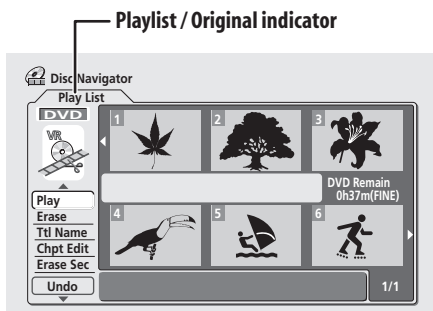 Playlist / Original indicator
Disc Navigator
Play List
DVD
VR
1
2
3
DVD Remain
0h37m(FINE)
Play
Erase
Ttl Name
Chpt Edit
Erase Sec
Undo
4
5
6
1/1